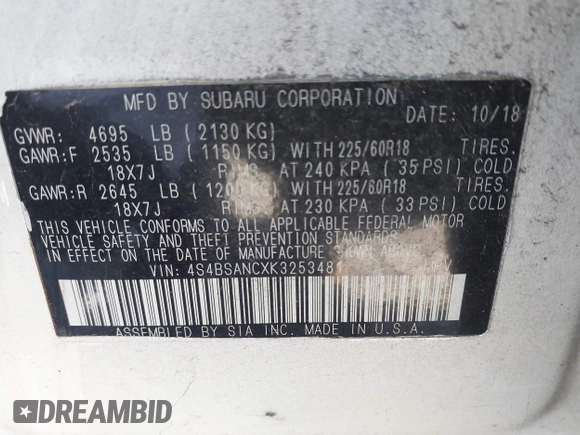 MFD BY SUBARU CORPORATION
DATE: 10/18
GVWR: 4695 LB ( 2130 KG)
GAWR:F 2535 LB ( 1150 KG) WITH 225/60R18 TIRES.
18X7J RIMS AT 240 KPA ( 35 PSI) COLD
GAWR:R 2645 LB ( 1200 KG) WITH 225/60R18 TIRES.
18X7J RIMS AT 230 KPA ( 33 PSI) COLD
THIS VEHICLE CONFORMS TO ALL APPLICABLE FEDERAL MOTOR
VEHICLE SAFETY AND THEFT PREVENTION STANDARDS
IN EFFECT ON THE DATE OF MANUFACTURE SHOWN ABOVE.
VIN: 4S4BSANCXK325348
ASSEMBLED BY SIA INC. MADE IN U.S.A.
DREAMBID